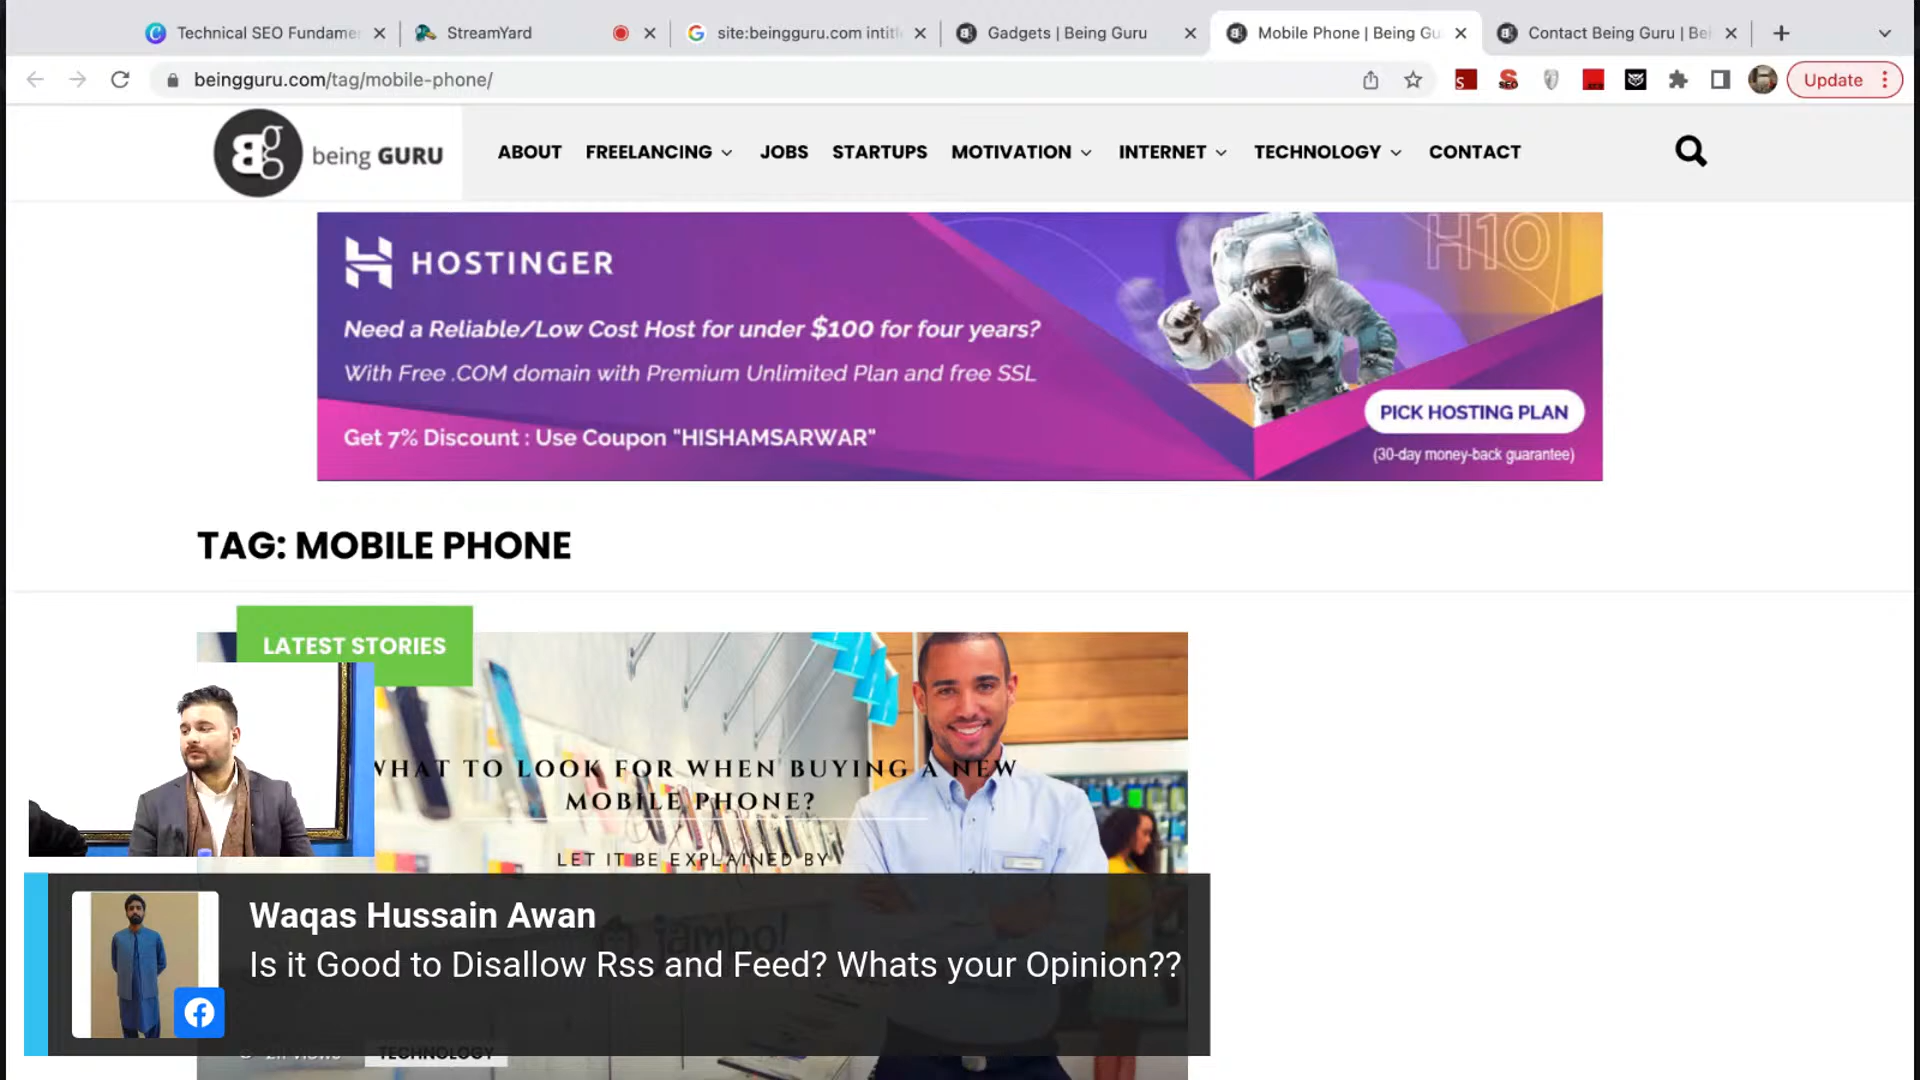 Technical SEO Fundame
StreamYard
site:beingguru.com intitl
Gadgets | Being Guru
Mobile Phone | Being Gu
Contact Being Guru | Bei
beingguru.com/tag/mobile-phone/
Update
being GURU
ABOUT
FREELANCING
JOBS
STARTUPS
MOTIVATION
INTERNET
TECHNOLOGY
CONTACT
HOSTINGER
H10
Need a Reliable/Low Cost Host for under $100 for four years?
With Free .COM domain with Premium Unlimited Plan and free SSL
PICK HOSTING PLAN
Get 7% Discount : Use Coupon "HISHAMSARWAR"
(30-day money-back guarantee)
TAG: MOBILE PHONE
LATEST STORIES
WHAT TO LOOK FOR WHEN BUYING A NEW
MOBILE PHONE?
LET IT BE EXPLAINED BY
jambo!
Waqas Hussain Awan
Is it Good to Disallow Rss and Feed? Whats your Opinion??
TECHNOLOGY